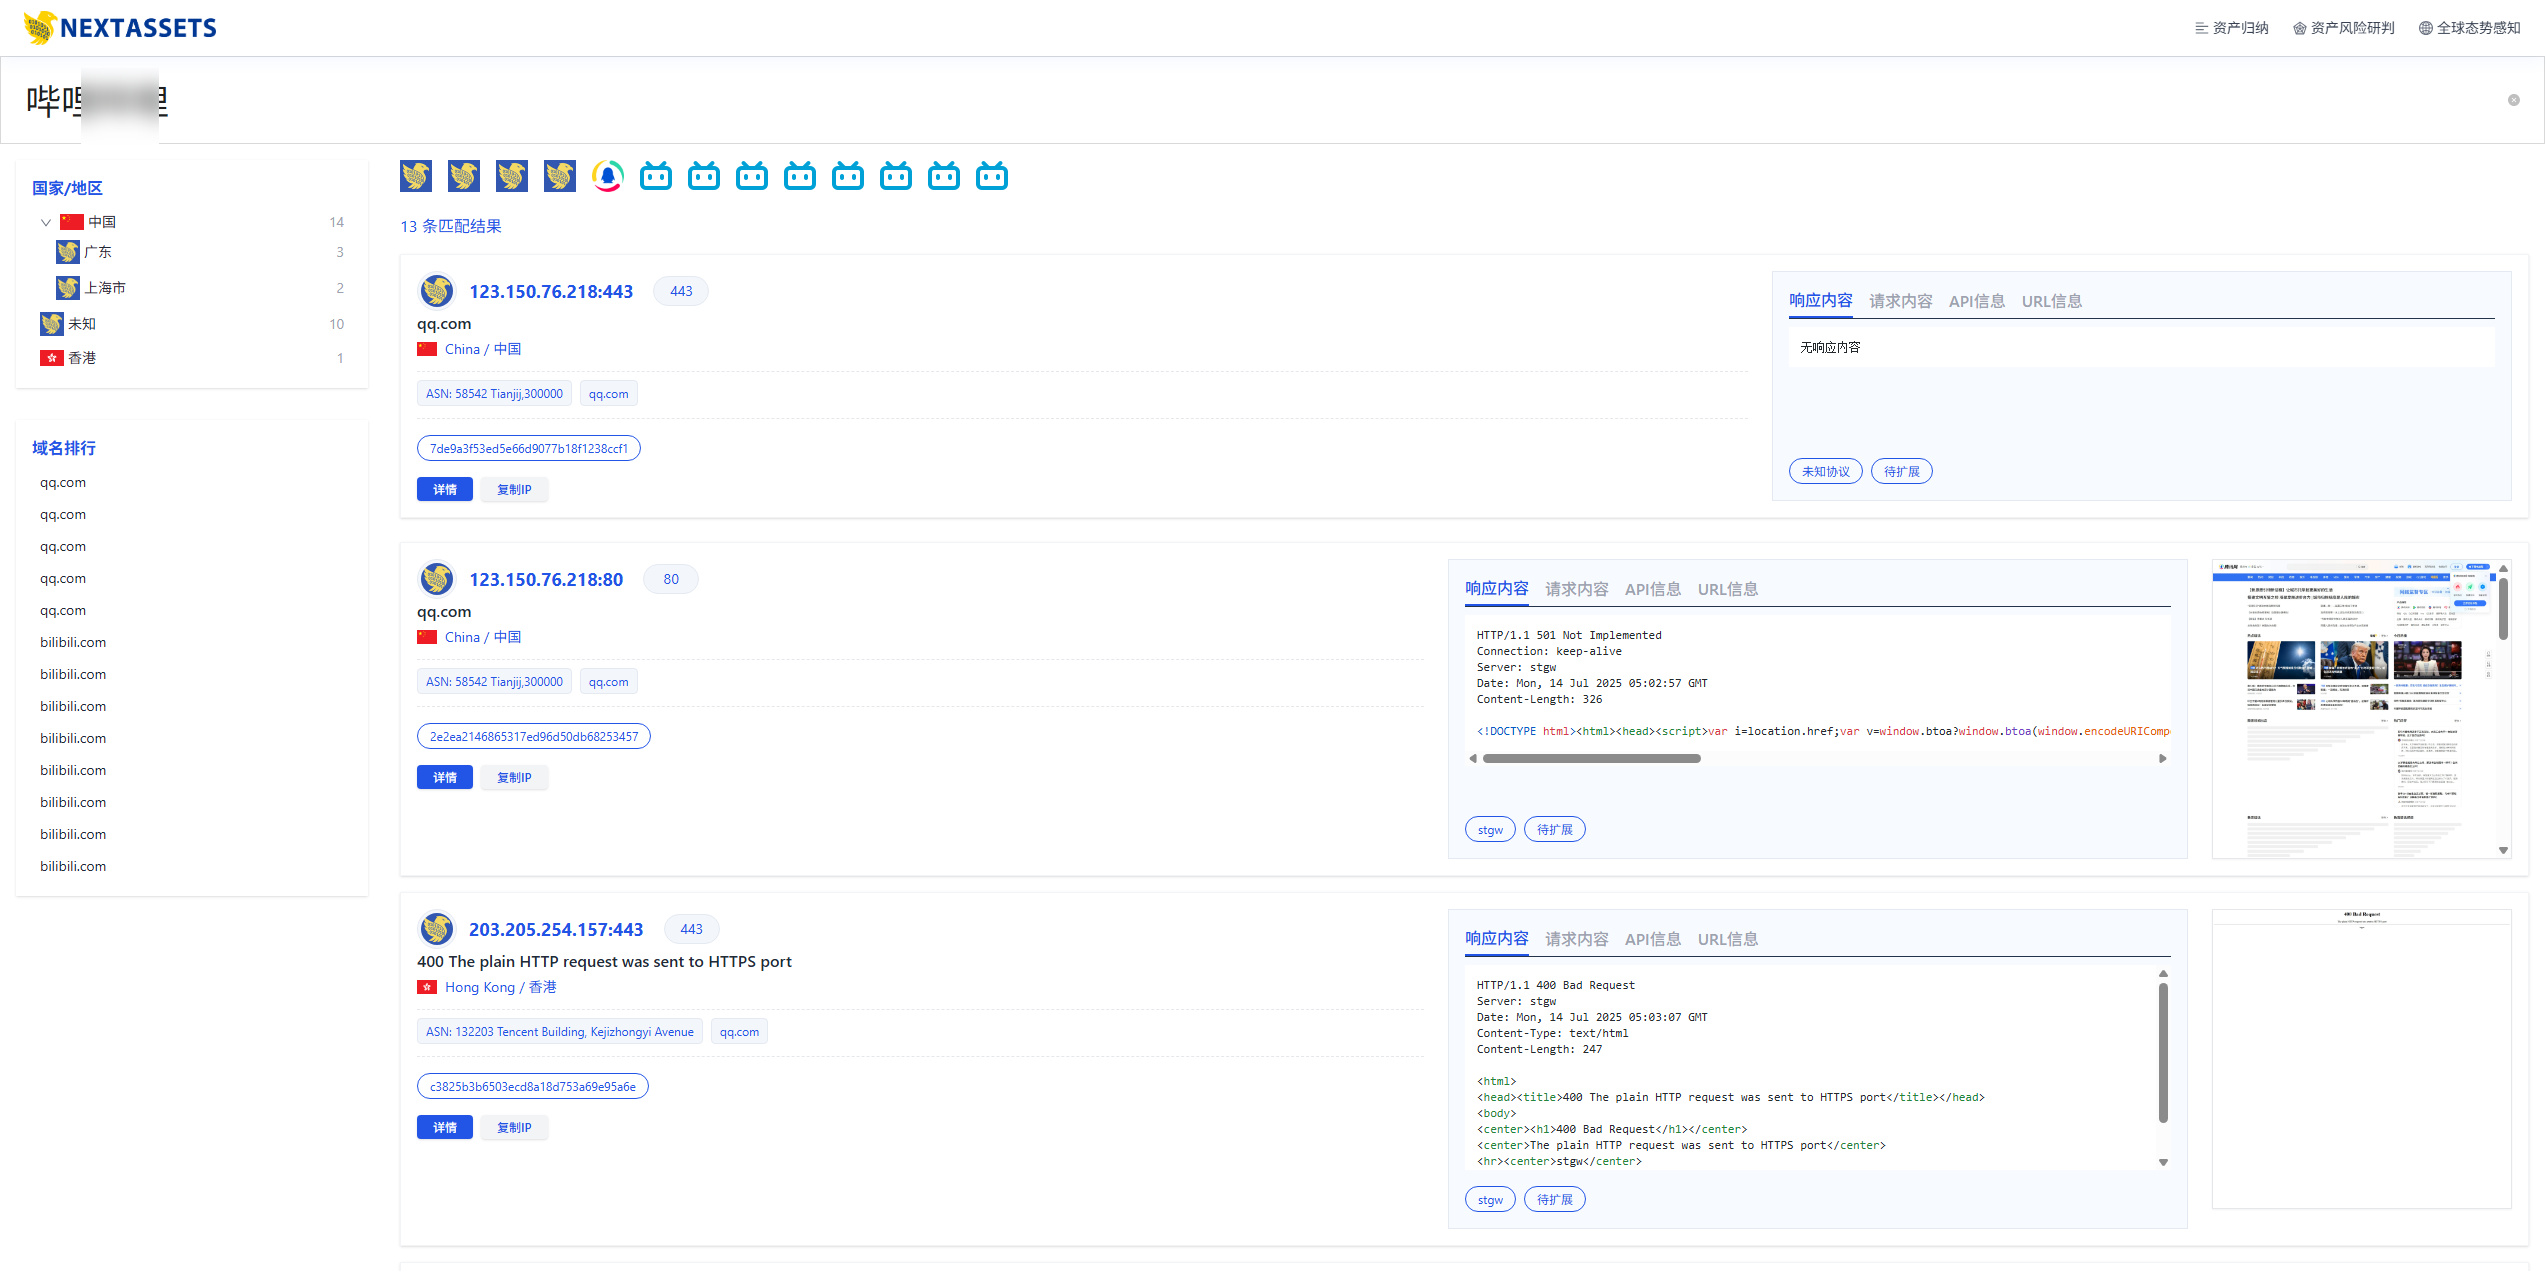 NEXTASSETS
资产归纳
资产风险研判
全球态势感知
哔哩
国家/地区
中国 14
广东 3
上海市 2
未知 10
香港 1
域名排行
qq.com
qq.com
qq.com
qq.com
qq.com
bilibili.com
bilibili.com
bilibili.com
bilibili.com
bilibili.com
bilibili.com
bilibili.com
bilibili.com
13 条匹配结果
123.150.76.218:443 443
qq.com
China / 中国
ASN: 58542 Tianjij,300000 qq.com
7de9a3f53ed5e66d9077b18f1238ccf1
详情 复制IP
响应内容 请求内容 API信息 URL信息
无响应内容
未知协议 待扩展
123.150.76.218:80 80
qq.com
China / 中国
ASN: 58542 Tianjij,300000 qq.com
2e2ea2146865317ed96d50db68253457
详情 复制IP
响应内容 请求内容 API信息 URL信息
HTTP/1.1 501 Not Implemented
Connection: keep-alive
Server: stgw
Date: Mon, 14 Jul 2025 05:02:57 GMT
Content-Length: 326
<!DOCTYPE html><html><head><script>var i=location.href;var v=window.btoa?window.btoa(window.encodeURICompo
stgw 待扩展
203.205.254.157:443 443
400 The plain HTTP request was sent to HTTPS port
Hong Kong / 香港
ASN: 132203 Tencent Building, Kejizhongyi Avenue qq.com
c3825b3b6503ecd8a18d753a69e95a6e
详情 复制IP
响应内容 请求内容 API信息 URL信息
HTTP/1.1 400 Bad Request
Server: stgw
Date: Mon, 14 Jul 2025 05:03:07 GMT
Content-Type: text/html
Content-Length: 247
<html>
<head><title>400 The plain HTTP request was sent to HTTPS port</title></head>
<body>
<center><h1>400 Bad Request</h1></center>
<center>The plain HTTP request was sent to HTTPS port</center>
<hr><center>stgw</center>
stgw 待扩展
400 Bad Request